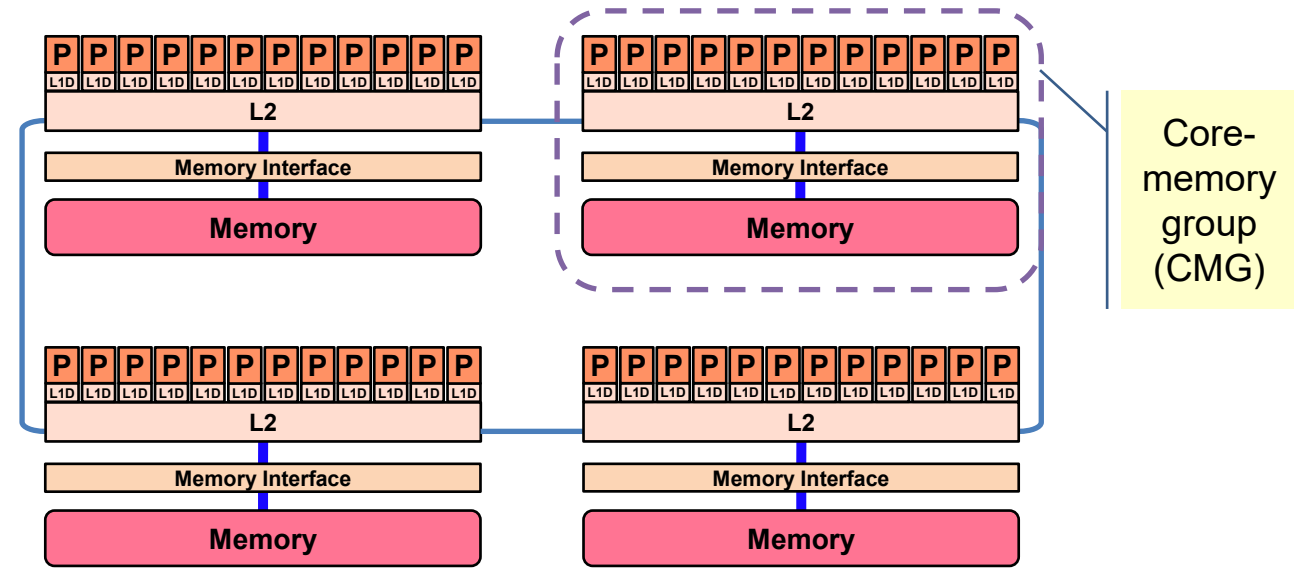 P P P P P P P P P P P P
L1D L1D L1D L1D L1D L1D L1D L1D L1D L1D L1D L1D
L2
Memory Interface
Memory
P P P P P P P P P P P P
L1D L1D L1D L1D L1D L1D L1D L1D L1D L1D L1D L1D
L2
Memory Interface
Memory
Core-
memory
group
(CMG)
P P P P P P P P P P P P
L1D L1D L1D L1D L1D L1D L1D L1D L1D L1D L1D L1D
L2
Memory Interface
Memory
P P P P P P P P P P P P
L1D L1D L1D L1D L1D L1D L1D L1D L1D L1D L1D L1D
L2
Memory Interface
Memory